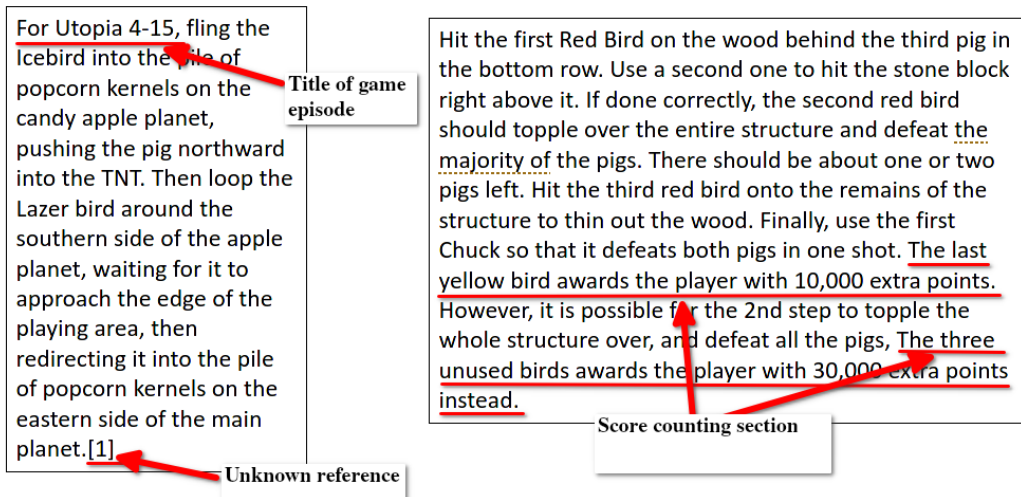 For Utopia 4-15, fling the
Icebird into the pile of
popcorn kernels on the
candy apple planet,
pushing the pig northward
into the TNT. Then loop the
Lazer bird around the
southern side of the apple
planet, waiting for it to
approach the edge of the
playing area, then
redirecting it into the pile
of popcorn kernels on the
eastern side of the main
planet.[1]
Title of game
episode
Unknown reference
Hit the first Red Bird on the wood behind the third pig in
the bottom row. Use a second one to hit the stone block
right above it. If done correctly, the second red bird
should topple over the entire structure and defeat the
majority of the pigs. There should be about one or two
pigs left. Hit the third red bird onto the remains of the
structure to thin out the wood. Finally, use the first
Chuck so that it defeats both pigs in one shot. The last
yellow bird awards the player with 10,000 extra points.
However, it is possible for the 2nd step to topple the
whole structure over, and defeat all the pigs, The three
unused birds awards the player with 30,000 extra points
instead.
Score counting section